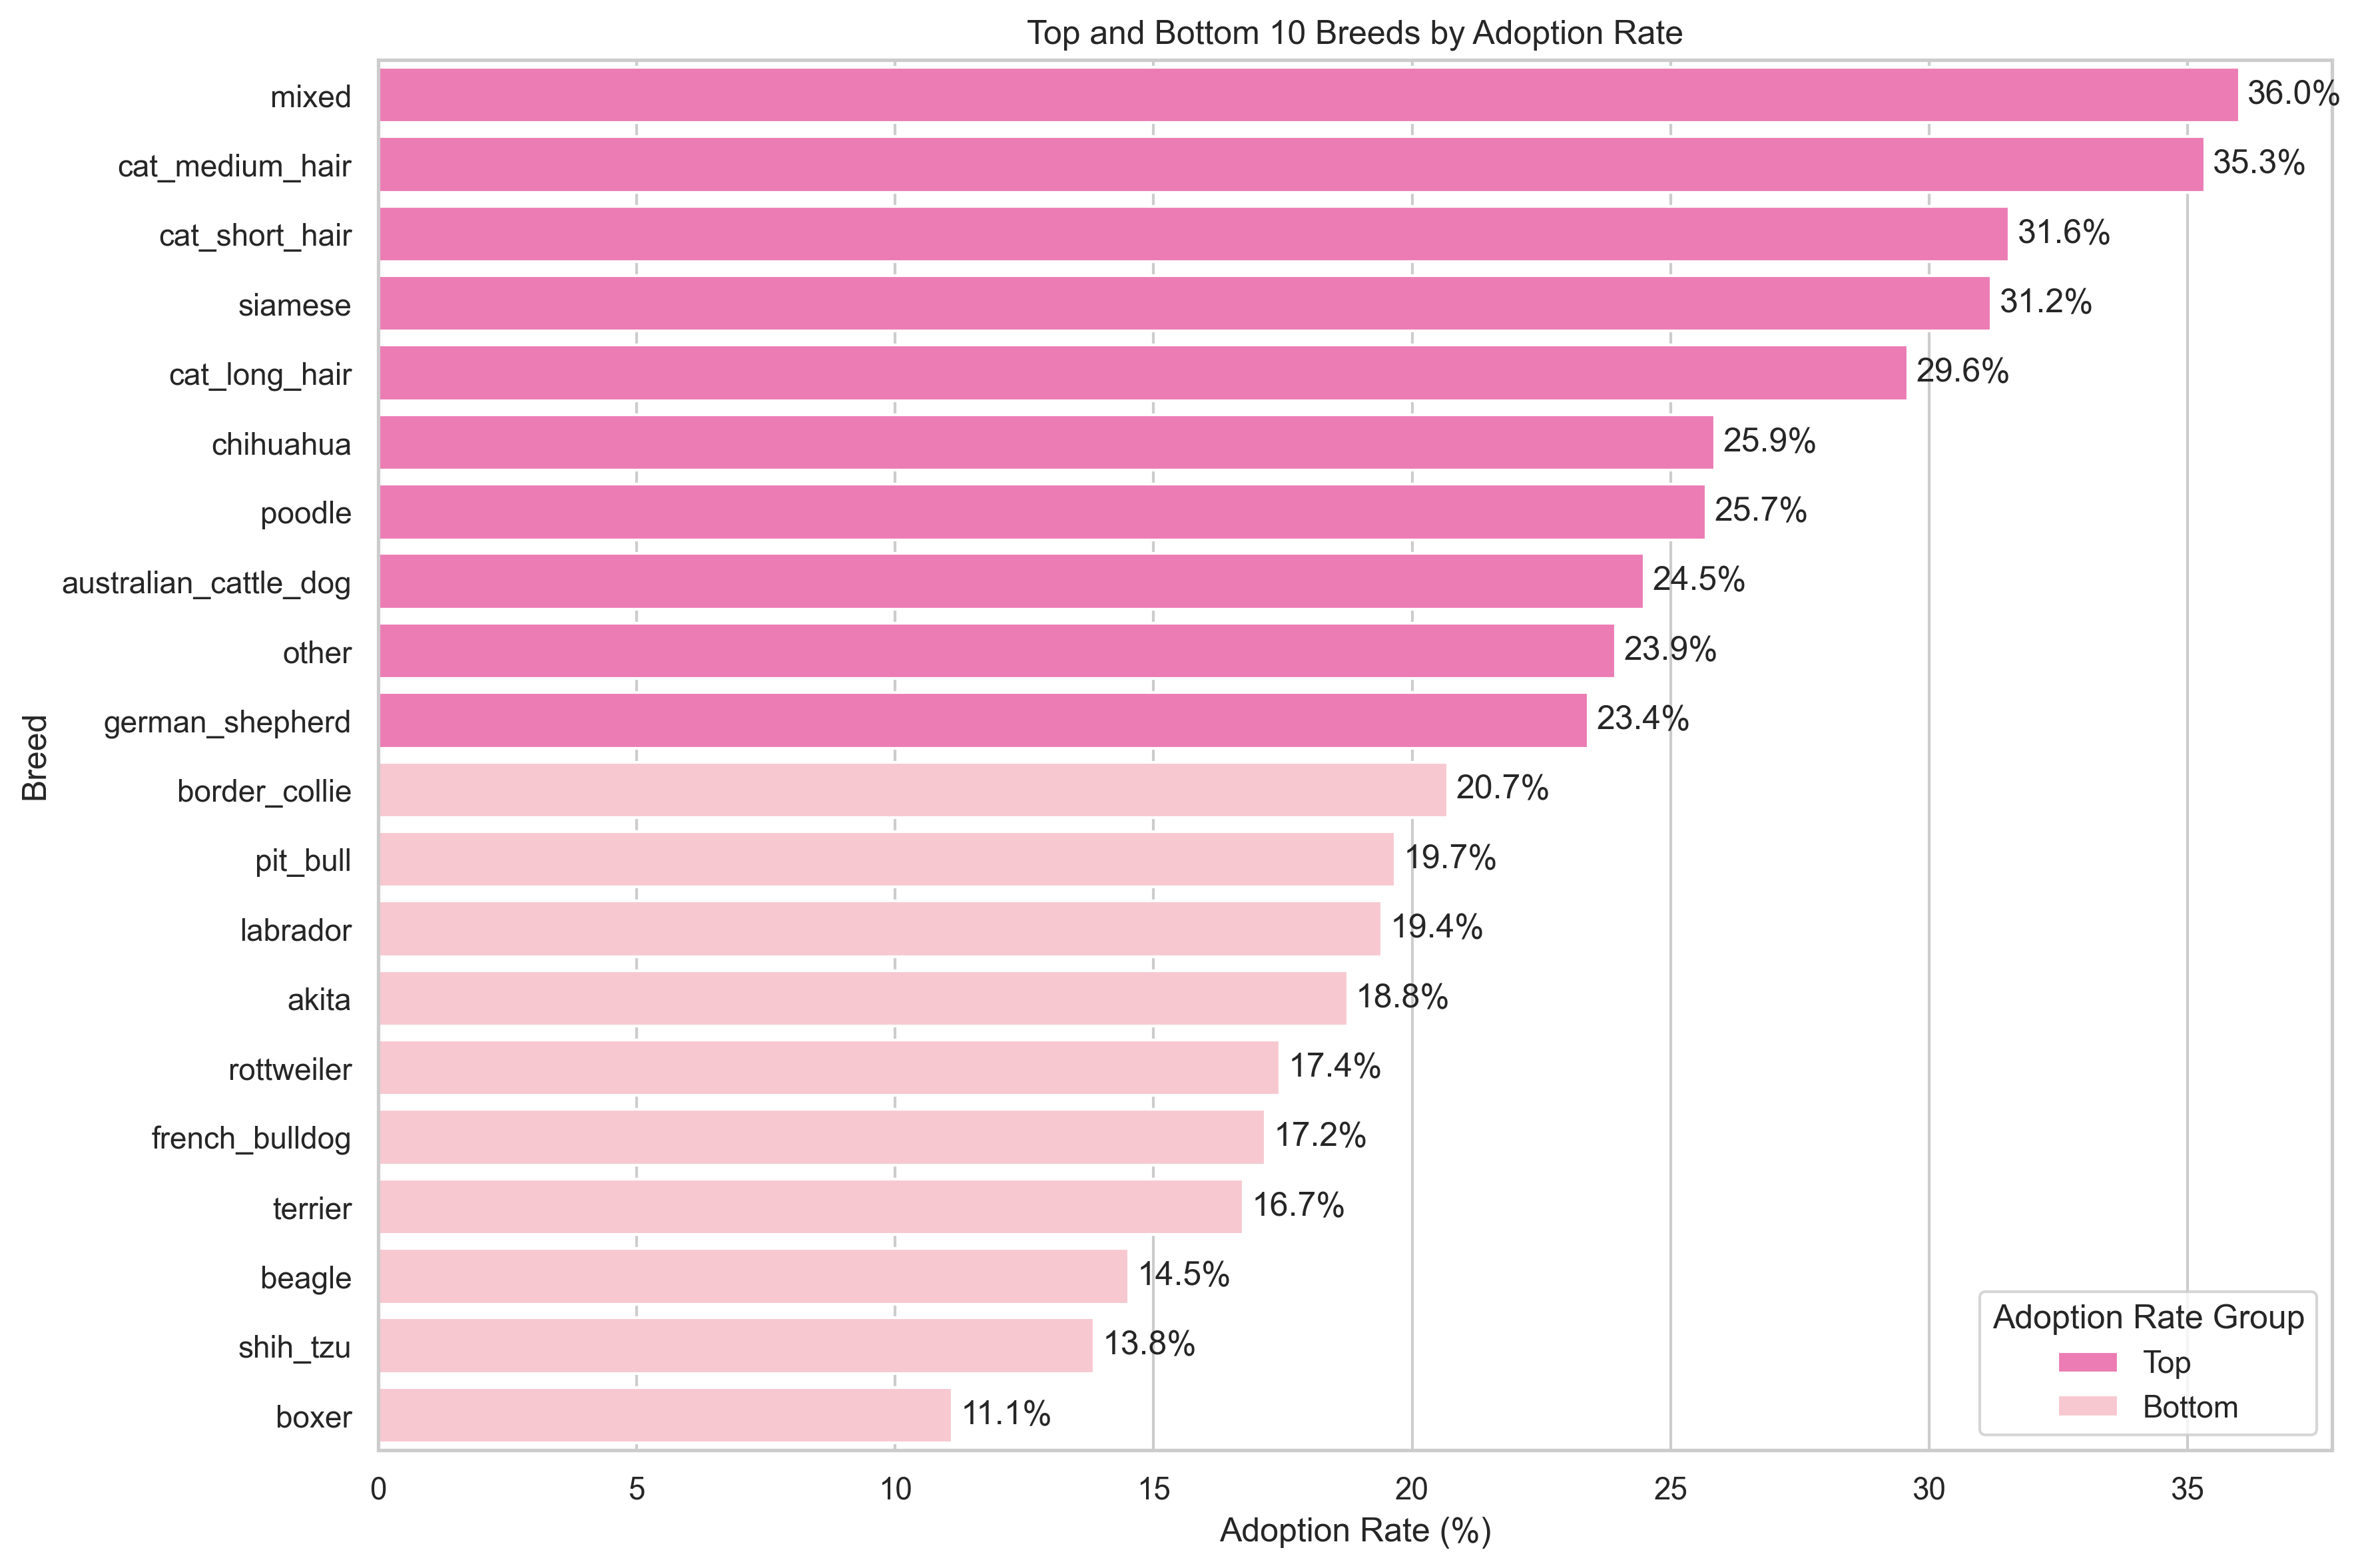 Top and Bottom 10 Breeds by Adoption Rate
mixed 36.0%
cat_medium_hair 35.3%
cat_short_hair 31.6%
siamese 31.2%
cat_long_hair 29.6%
chihuahua 25.9%
poodle 25.7%
australian_cattle_dog 24.5%
other 23.9%
german_shepherd 23.4%
border_collie 20.7%
pit_bull 19.7%
labrador 19.4%
akita 18.8%
rottweiler 17.4%
french_bulldog 17.2%
terrier 16.7%
beagle 14.5%
shih_tzu 13.8%
boxer 11.1%
Breed
Adoption Rate Group
Top
Bottom
0 5 10 15 20 25 30 35
Adoption Rate (%)